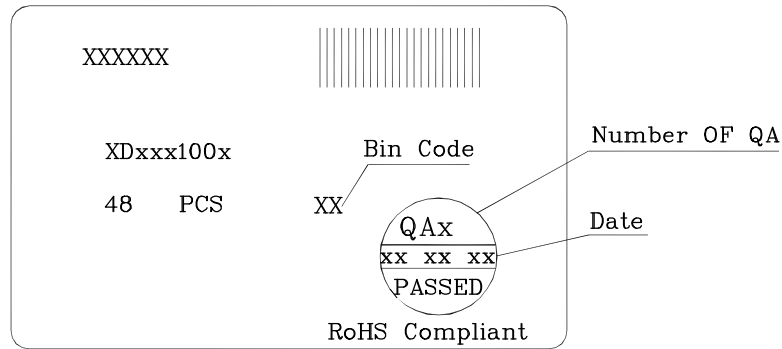 XXXXXX
Number OF QA
XDxxx100x
Bin Code
48 PCS
XX
QAx
Date
xx xx xx
PASSED
RoHS Compliant